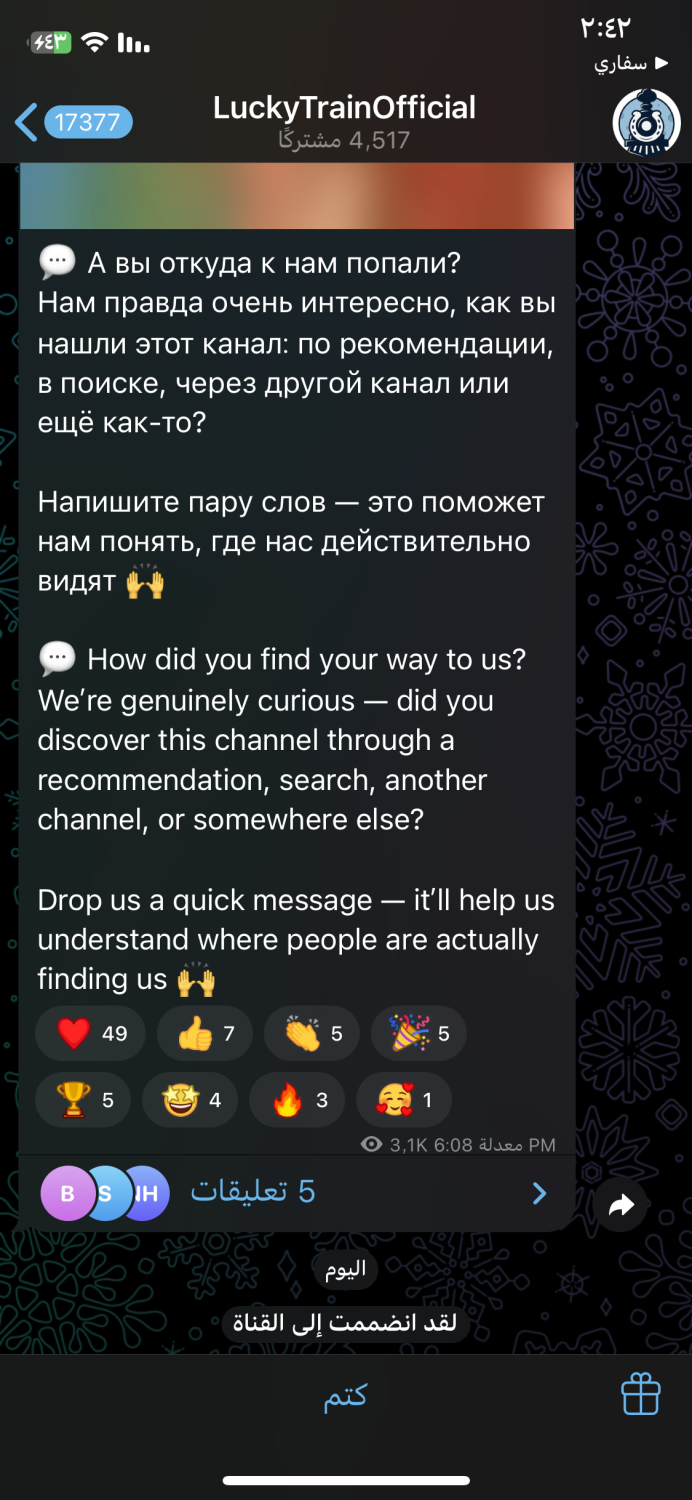 ٢:٤٢
٤٣
سفاري
17377
LuckyTrainOfficial
4,517 مشتركًا
💬 А вы откуда к нам попали?
Нам правда очень интересно, как вы
нашли этот канал: по рекомендации,
в поиске, через другой канал или
ещё как-то?
Напишите пару слов — это поможет
нам понять, где нас действительно
видят 🙌
💬 How did you find your way to us?
We’re genuinely curious — did you
discover this channel through a
recommendation, search, another
channel, or somewhere else?
Drop us a quick message — it’ll help us
understand where people are actually
finding us 🙌
❤️ 49 👍 7 👏 5 🎉 5
🏆 5 🤩 4 🔥 3 🥰 1
3,1K 6:08 معدلة PM
B S NH
5 تعليقات
اليوم
لقد انضممت إلى القناة
كتم